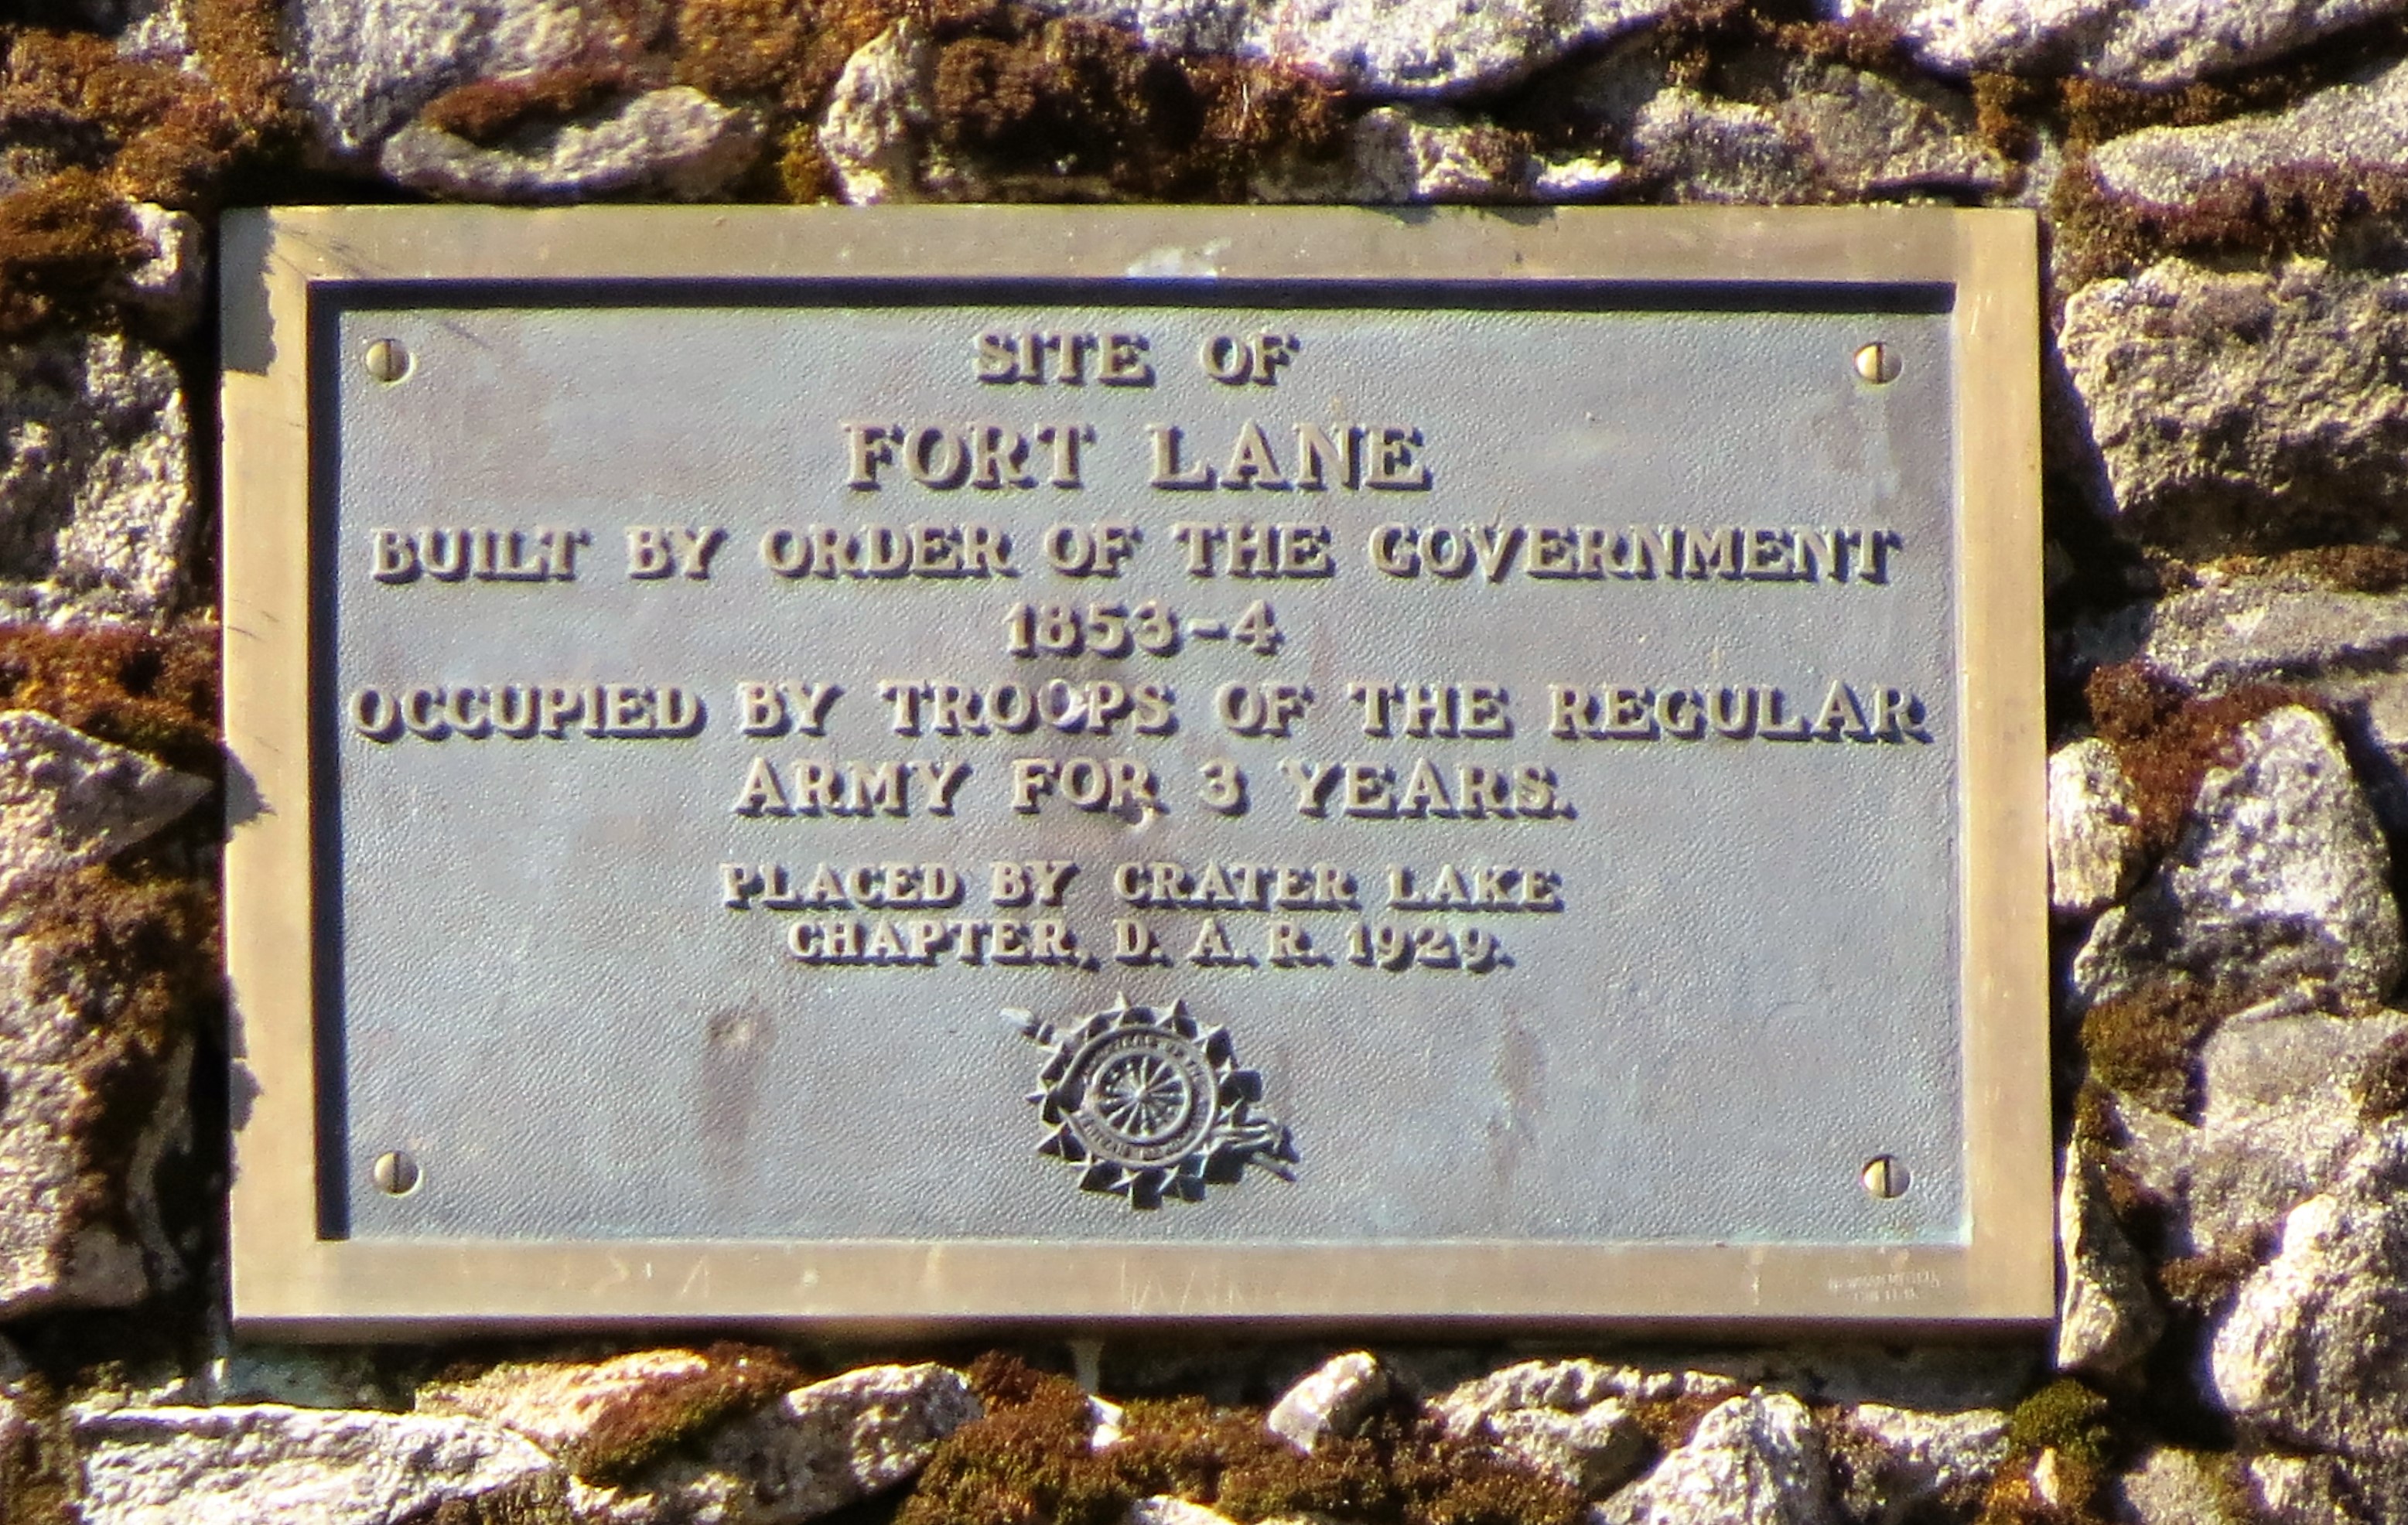 SITE OF
FORT LANE
BUILT BY ORDER OF THE GOVERNMENT
1853-4
OCCUPIED BY TROOPS OF THE REGULAR
ARMY FOR 3 YEARS.
PLACED BY CRATER LAKE
CHAPTER, D. A. R. 1929.